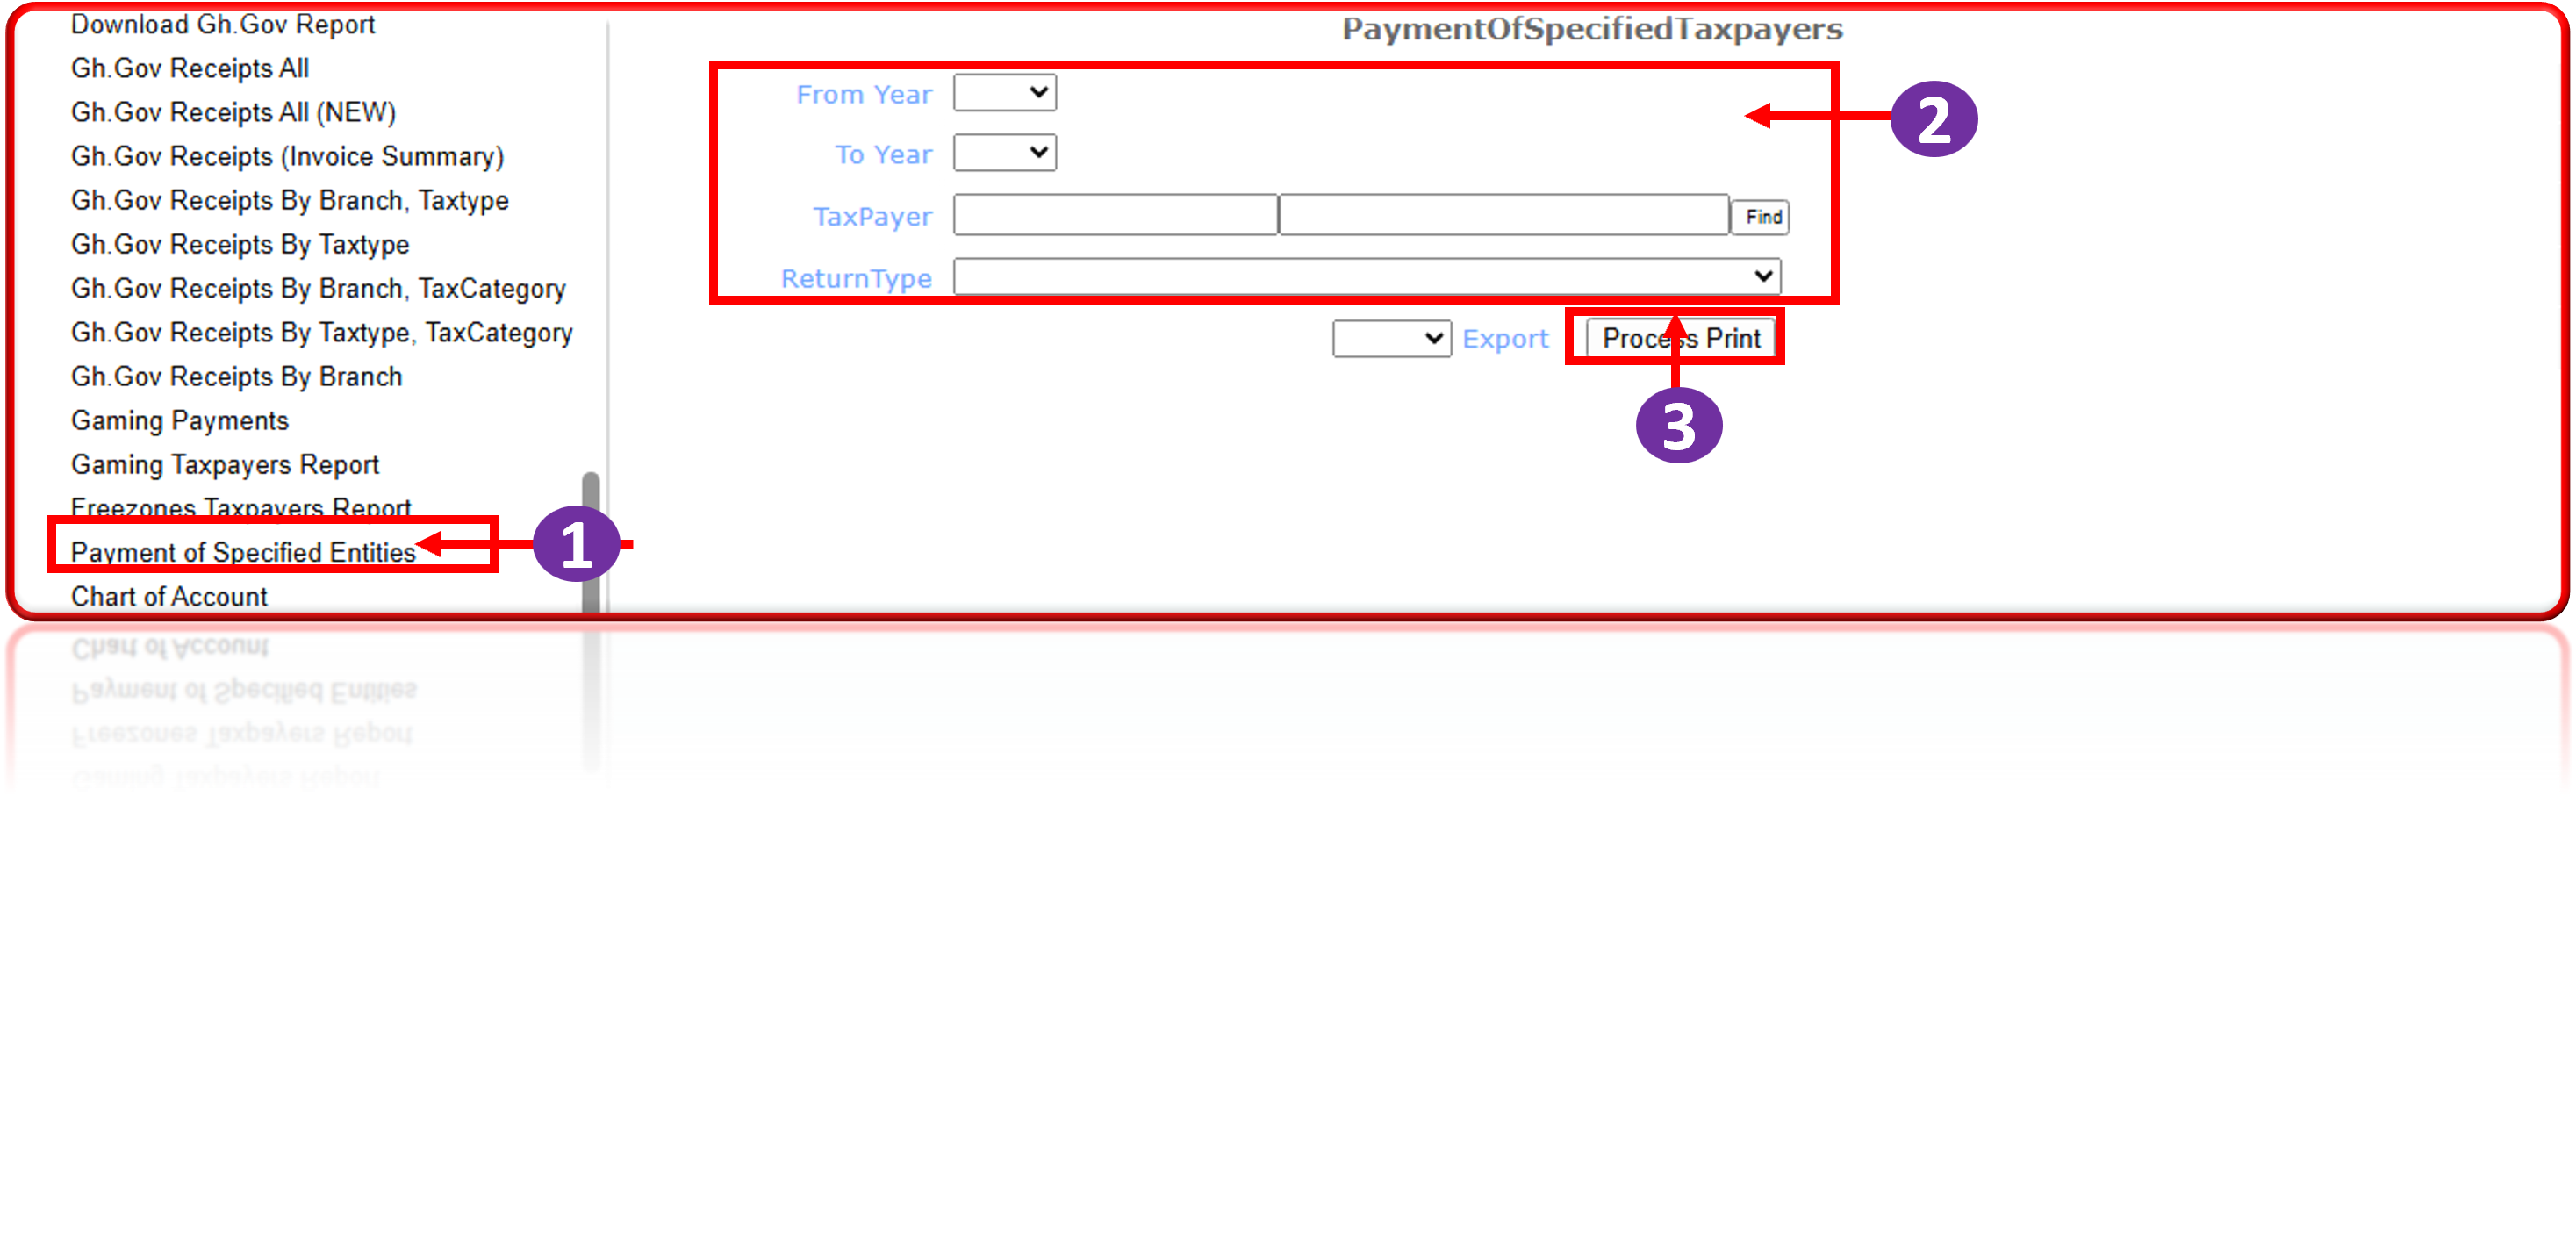 Download Gh.Gov Report
Gh.Gov Receipts All
Gh.Gov Receipts All (NEW)
Gh.Gov Receipts (Invoice Summary)
Gh.Gov Receipts By Branch, Taxtype
Gh.Gov Receipts By Taxtype
Gh.Gov Receipts By Branch, TaxCategory
Gh.Gov Receipts By Taxtype, TaxCategory
Gh.Gov Receipts By Branch
Gaming Payments
Gaming Taxpayers Report
Freezones Taxpayers Report
Payment of Specified Entities
1
Chart of Account
PaymentOfSpecifiedTaxpayers
From Year
2
To Year
TaxPayer Find
ReturnType
Export Process Print
3